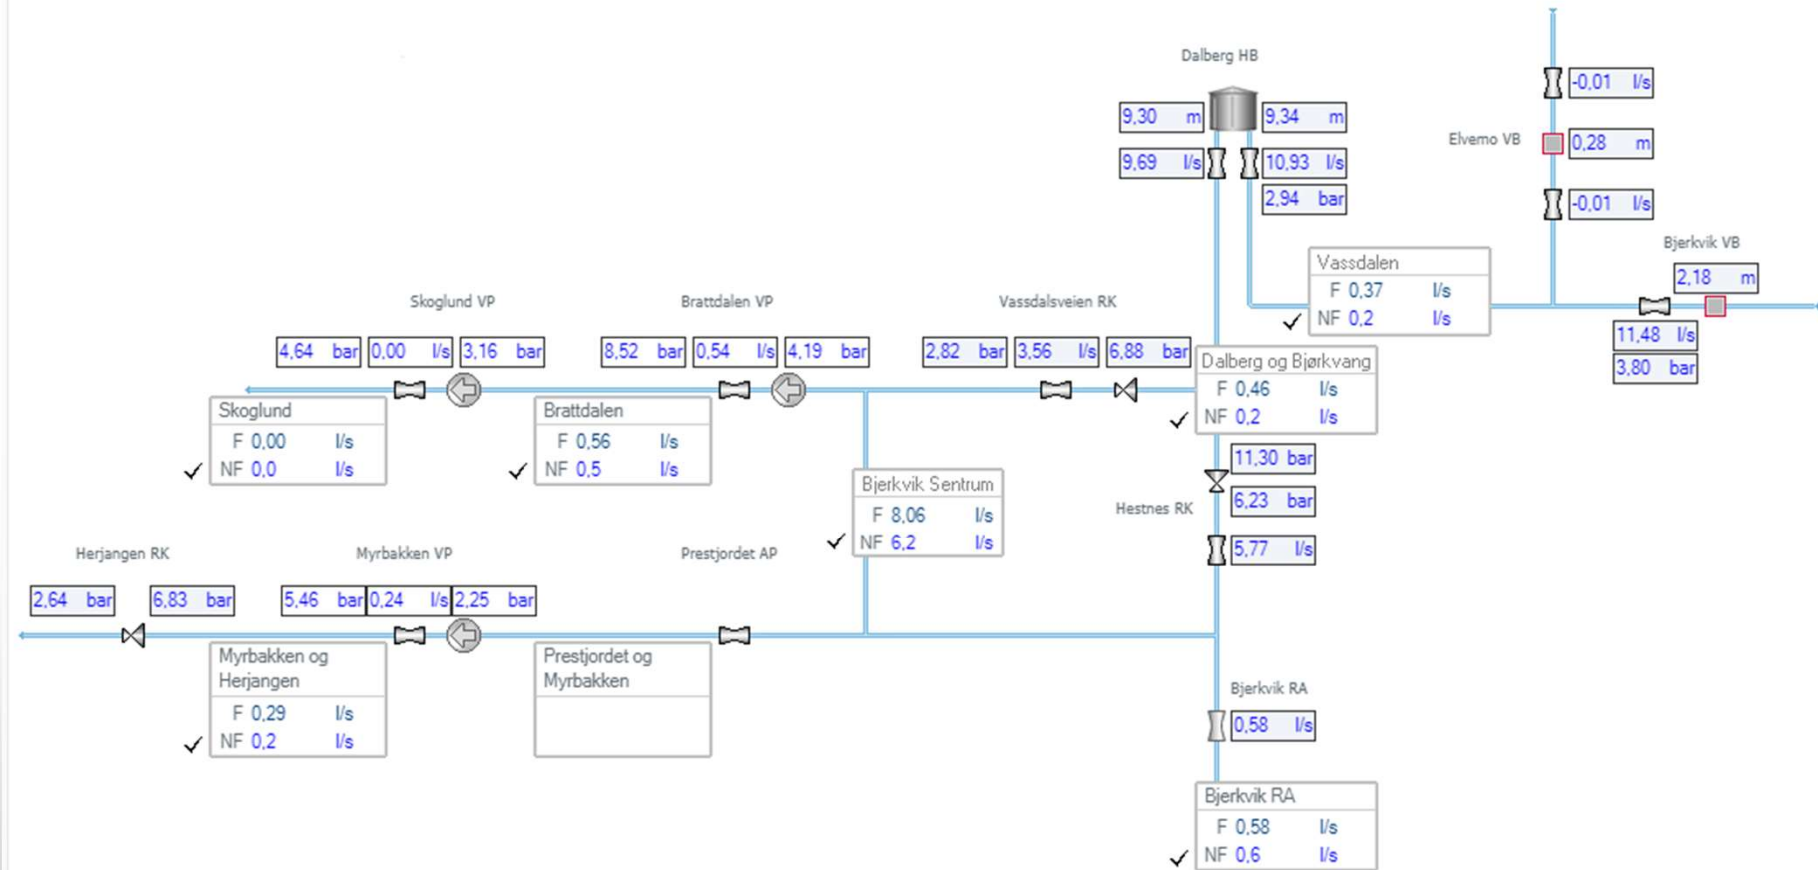 Dalberg HB
9,30 m
9,34 m
9,69 l/s
10,93 l/s
2,94 bar
-0,01 l/s
Elvemo VB
0,28 m
-0,01 l/s
Bjerkvik VB
2,18 m
11,48 l/s
3,80 bar
Vassdalen
F 0,37 l/s
NF 0,2 l/s
Skoglund VP
4,64 bar
0,00 l/s
3,16 bar
Brattdalen VP
8,52 bar
0,54 l/s
4,19 bar
Vassdalsveien RK
2,82 bar
3,56 l/s
6,88 bar
Dalberg og Bjørkvang
F 0,46 l/s
NF 0,2 l/s
Skoglund
F 0,00 l/s
NF 0,0 l/s
Brattdalen
F 0,56 l/s
NF 0,5 l/s
Bjerkvik Sentrum
F 8,06 l/s
NF 6,2 l/s
11,30 bar
6,23 bar
Hestnes RK
5,77 l/s
Herjangen RK
2,64 bar
6,83 bar
Myrbakken VP
5,46 bar
0,24 l/s
2,25 bar
Prestjordet AP
Myrbakken og
Herjangen
F 0,29 l/s
NF 0,2 l/s
Prestjordet og
Myrbakken
Bjerkvik RA
0,58 l/s
Bjerkvik RA
F 0,58 l/s
NF 0,6 l/s